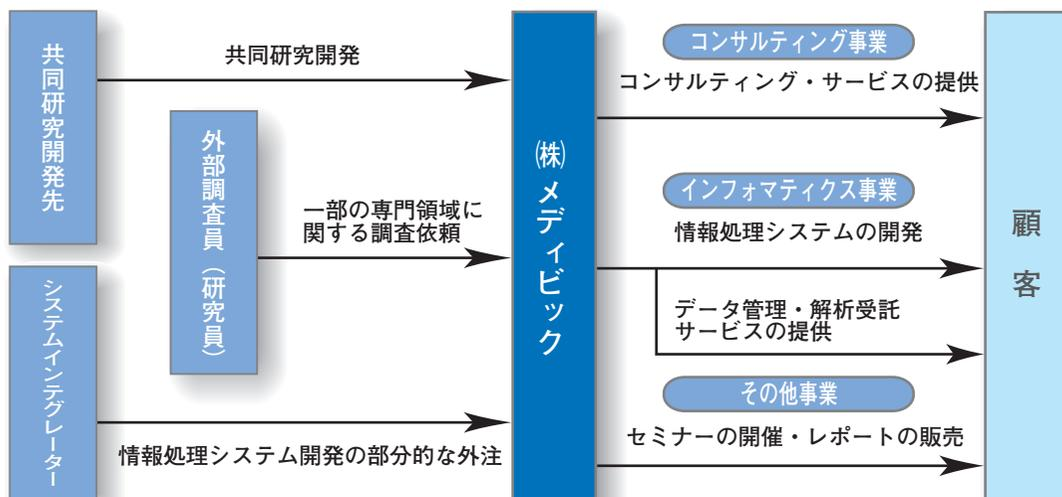 共同研究開発先
共同研究開発
外部調査員（研究員）
一部の専門領域に
関する調査依頼
システムインテグレーター
情報処理システム開発の部分的な外注
㈱メディビック
コンサルティング事業
コンサルティング・サービスの提供
インフォマティクス事業
情報処理システムの開発
データ管理・解析受託
サービスの提供
その他事業
セミナーの開催・レポートの販売
顧客